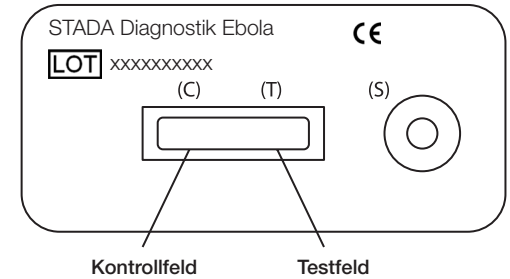 STADA Diagnostik Ebola CE
LOT xxxxxxxxxx
(C) (T) (S)
Kontrollfeld Testfeld